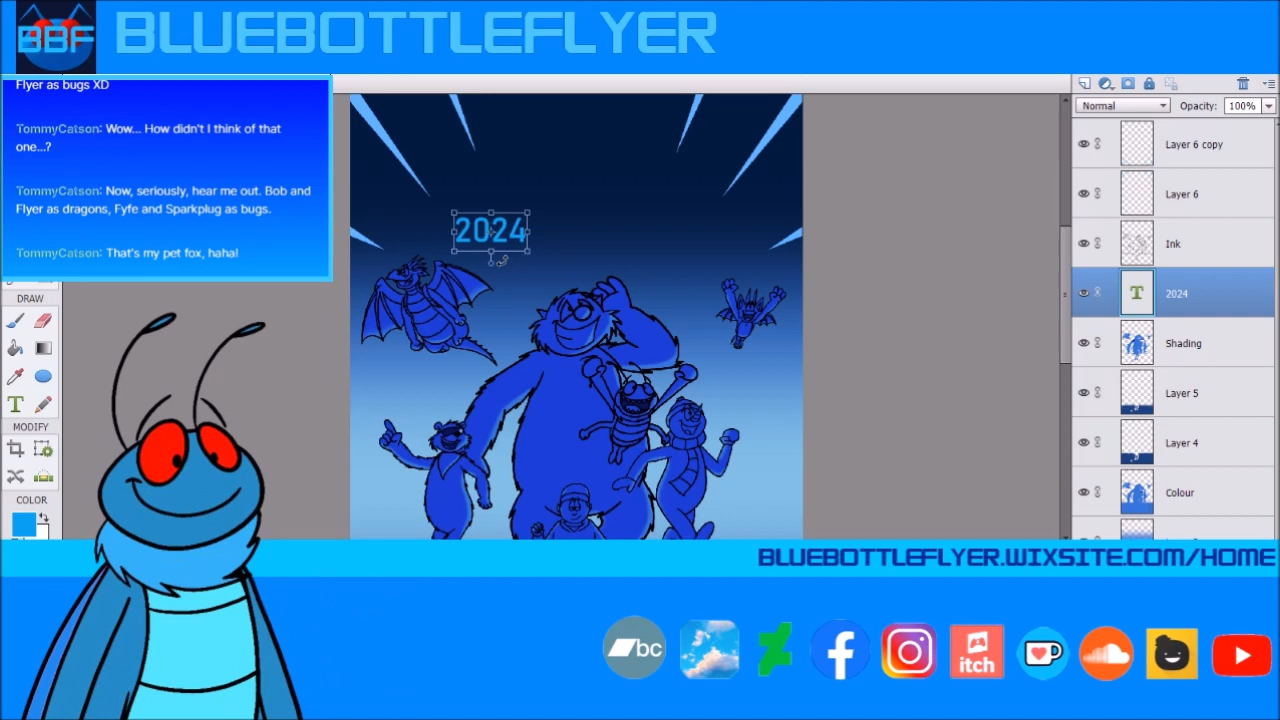 BBF
BLUEBOTTLEFLYER
Flyer as bugs XD
TommyCatson: Wow... How didn't I think of that
one...?
TommyCatson: Now, seriously, hear me out. Bob and
Flyer as dragons, Fyfe and Sparkplug as bugs.
TommyCatson: That's my pet fox, haha!
DRAW
T
MODIFY
COLOR
2024
Normal
Opacity: 100%
Layer 6 copy
Layer 6
Ink
T 2024
Shading
Layer 5
Layer 4
Colour
BLUEBOTTLEFLYER.WIXSITE.COM/HOME
bc
itch